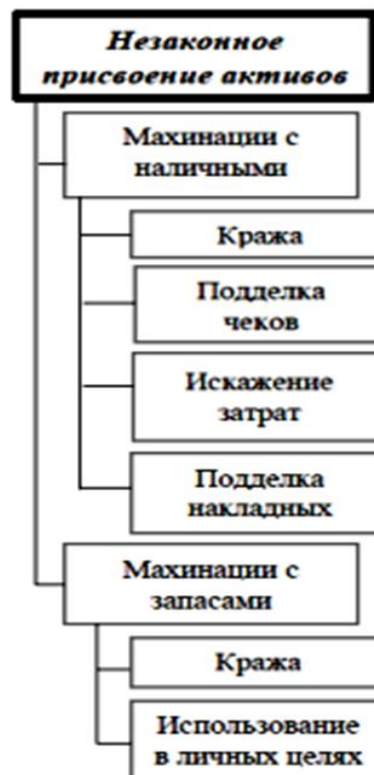 Незаконное
присвоение активов
Махинации с
наличными
Кража
Подделка
чеков
Искажение
затрат
Подделка
накладных
Махинации с
запасами
Кража
Использование
в личных целях